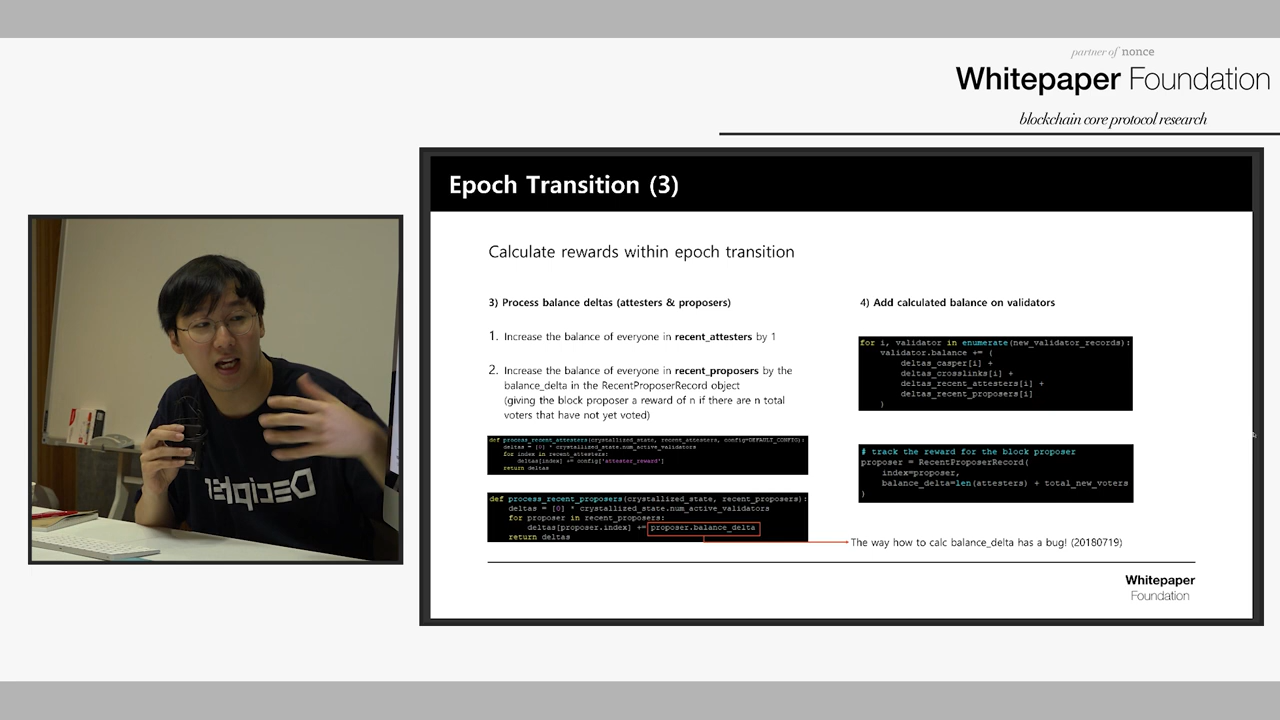 partner of nonce
Whitepaper Foundation
blockchain core protocol research
Epoch Transition (3)
Calculate rewards within epoch transition
3) Process balance deltas (attesters & proposers)
1. Increase the balance of everyone in recent_attesters by 1
2. Increase the balance of everyone in recent_proposers by the
balance_delta in the RecentProposerRecord object
(giving the block proposer a reward of n if there are n total
voters that have not yet voted)
def process_recent_attesters(crystallized_state, recent_attesters, config=DEFAULT_CONFIG):
deltas = [0] * crystallized_state.num_active_validators
for index in recent_attesters:
deltas[index] += config['attester_reward']
return deltas
def process_recent_proposers(crystallized_state, recent_proposers):
deltas = [0] * crystallized_state.num_active_validators
for proposer in recent_proposers:
deltas[proposer.index] += proposer.balance_delta
return deltas
4) Add calculated balance on validators
for i, validator in enumerate(new_validator_records):
validator.balance += (
deltas_casper[i] +
deltas_crosslinks[i] +
deltas_recent_attesters[i] +
deltas_recent_proposers[i]
)
# track the reward for the block proposer
proposer = RecentProposerRecord(
index=proposer,
balance_delta=len(attesters) + total_new_voters
)
The way how to calc balance_delta has a bug! (20180719)
Whitepaper
Foundation
Decipher